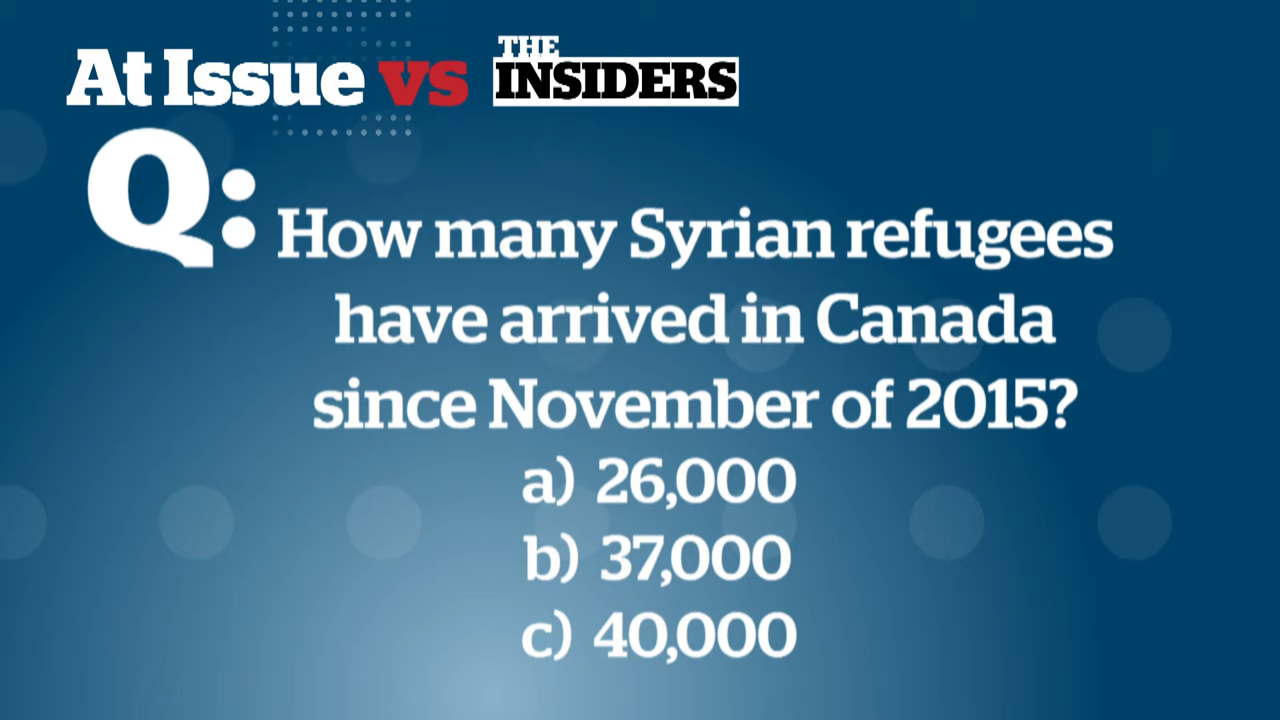 At Issue vs THE INSIDERS
Q: How many Syrian refugees
have arrived in Canada
since November of 2015?
a) 26,000
b) 37,000
c) 40,000